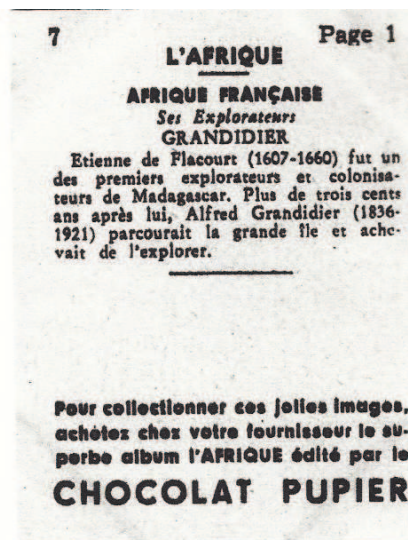 7 Page 1
L'AFRIQUE
AFRIQUE FRANÇAISE
Ses Explorateurs
GRANDIDIER
Etienne de Flacourt (1607-1660) fut un
des premiers explorateurs et colonisa-
teurs de Madagascar. Plus de trois cents
ans après lui, Alfred Grandidier (1836-
1921) parcourait la grande île et ache-
vait de l'explorer.
Pour collectionner ces jolies images,
achetez chez votre fournisseur le su-
perbe album l'AFRIQUE édité par le
CHOCOLAT PUPIER